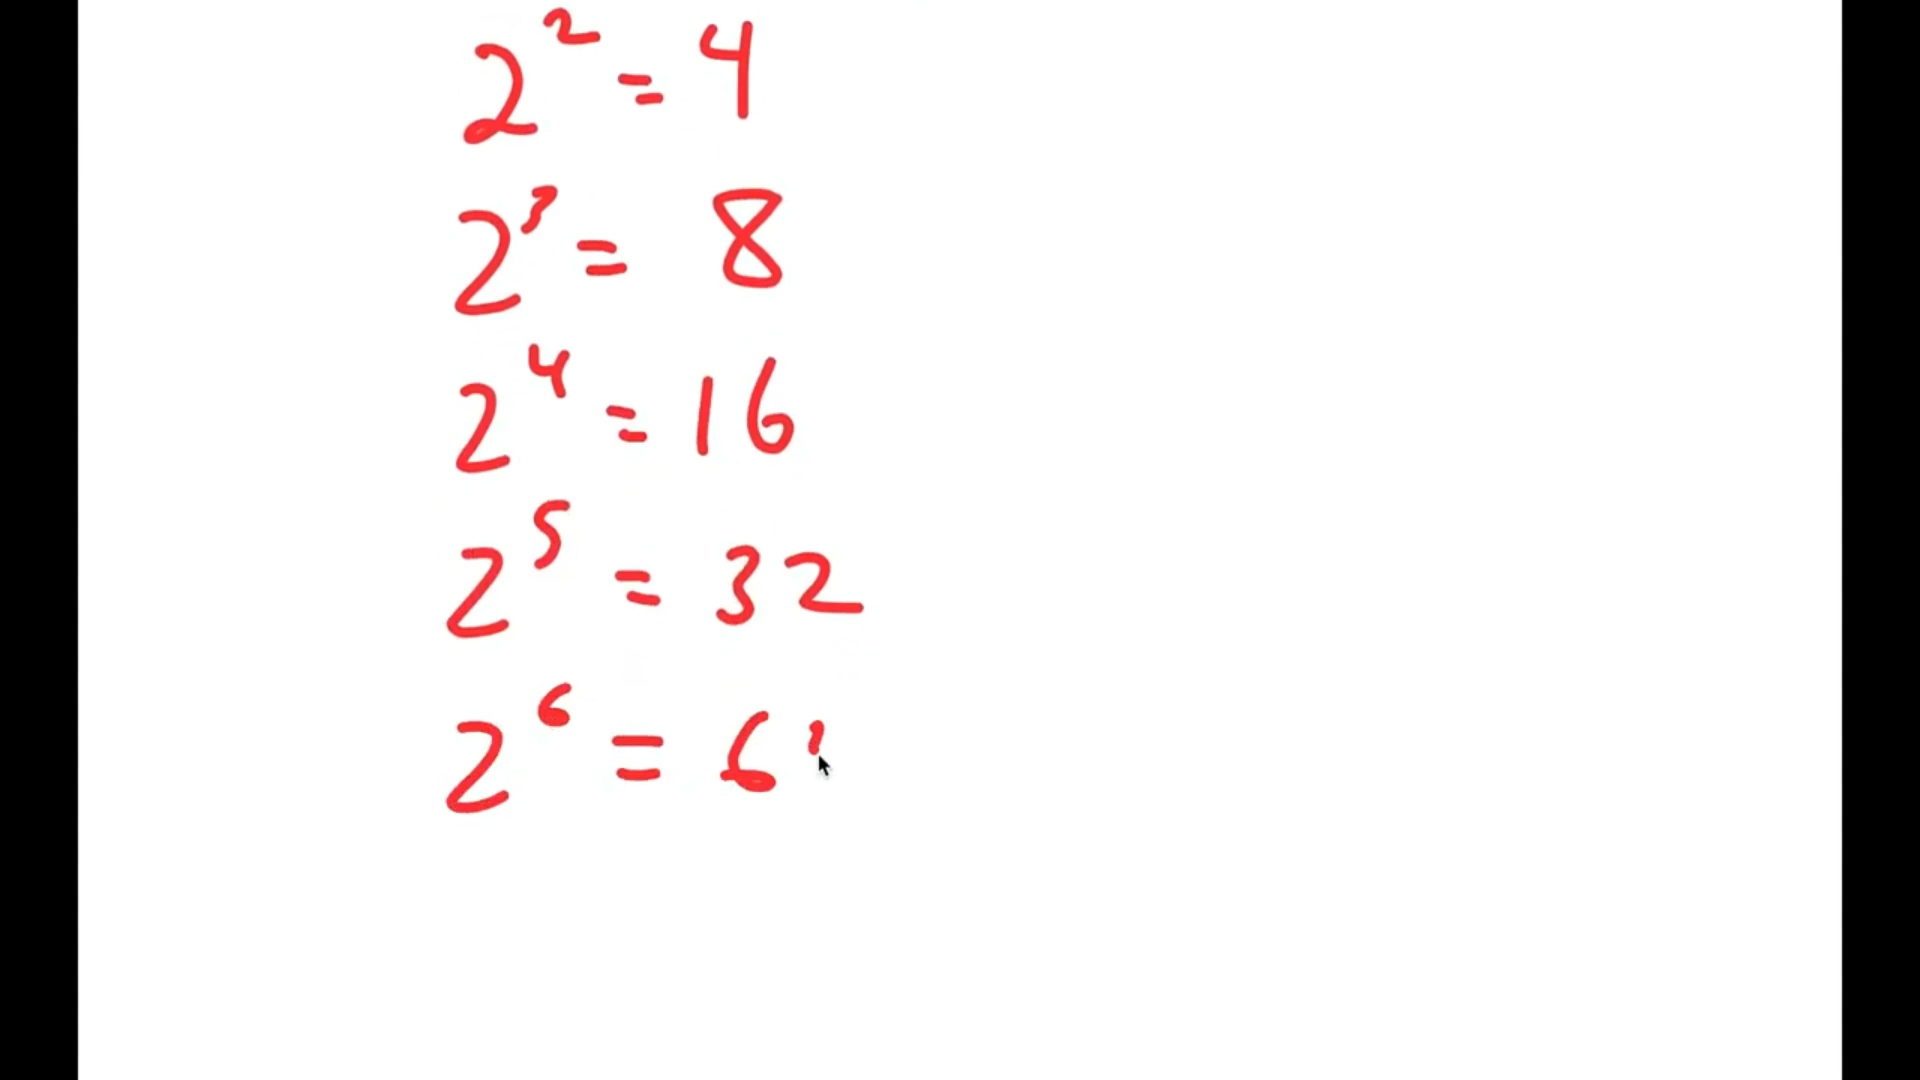 2² = 4
2³ = 8
2⁴ = 16
2⁵ = 32
2⁶ = 6